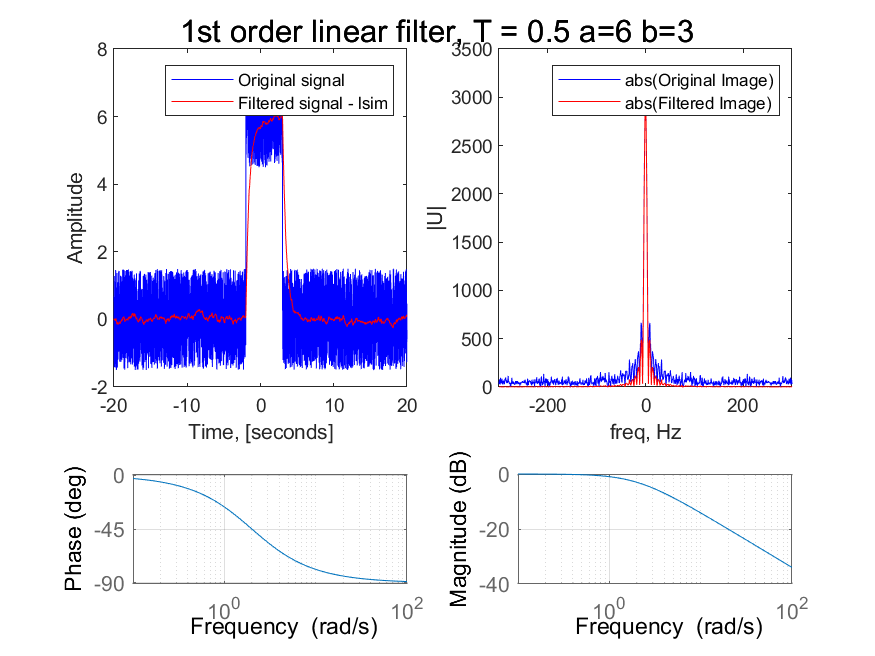 1st order linear filter, T = 0.5 a=6 b=3
8
6
4
2
0
-2
Amplitude
Original signal
Filtered signal - lsim
-20
-10
0
10
20
Time, [seconds]
3500
3000
2500
2000
1500
1000
500
0
|U|
abs(Original Image)
abs(Filtered Image)
-200
0
200
freq, Hz
0
-45
-90
Phase (deg)
10^0
10^2
Frequency (rad/s)
0
-20
-40
Magnitude (dB)
10^0
10^2
Frequency (rad/s)